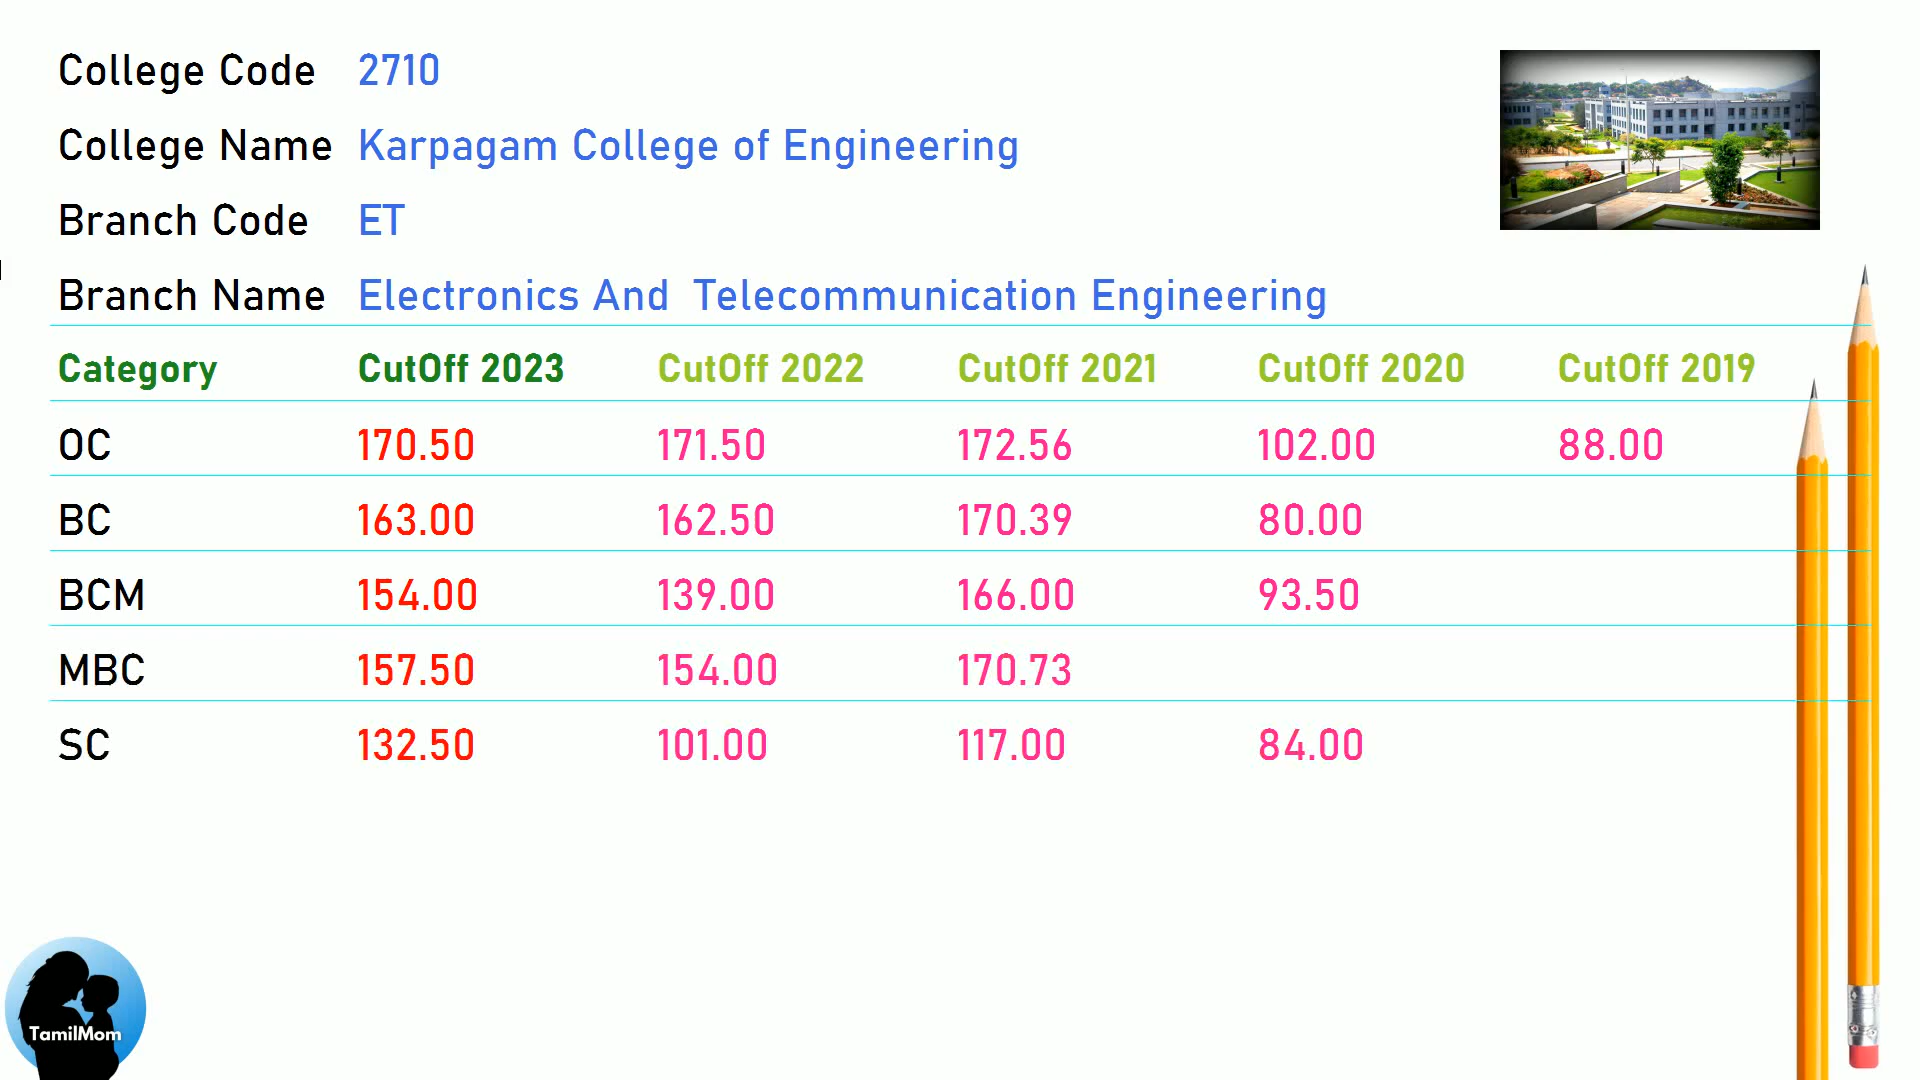 College Code 2710
College Name Karpagam College of Engineering
Branch Code ET
Branch Name Electronics And Telecommunication Engineering
Category CutOff 2023 CutOff 2022 CutOff 2021 CutOff 2020 CutOff 2019
OC 170.50 171.50 172.56 102.00 88.00
BC 163.00 162.50 170.39 80.00
BCM 154.00 139.00 166.00 93.50
MBC 157.50 154.00 170.73
SC 132.50 101.00 117.00 84.00
TamilMom